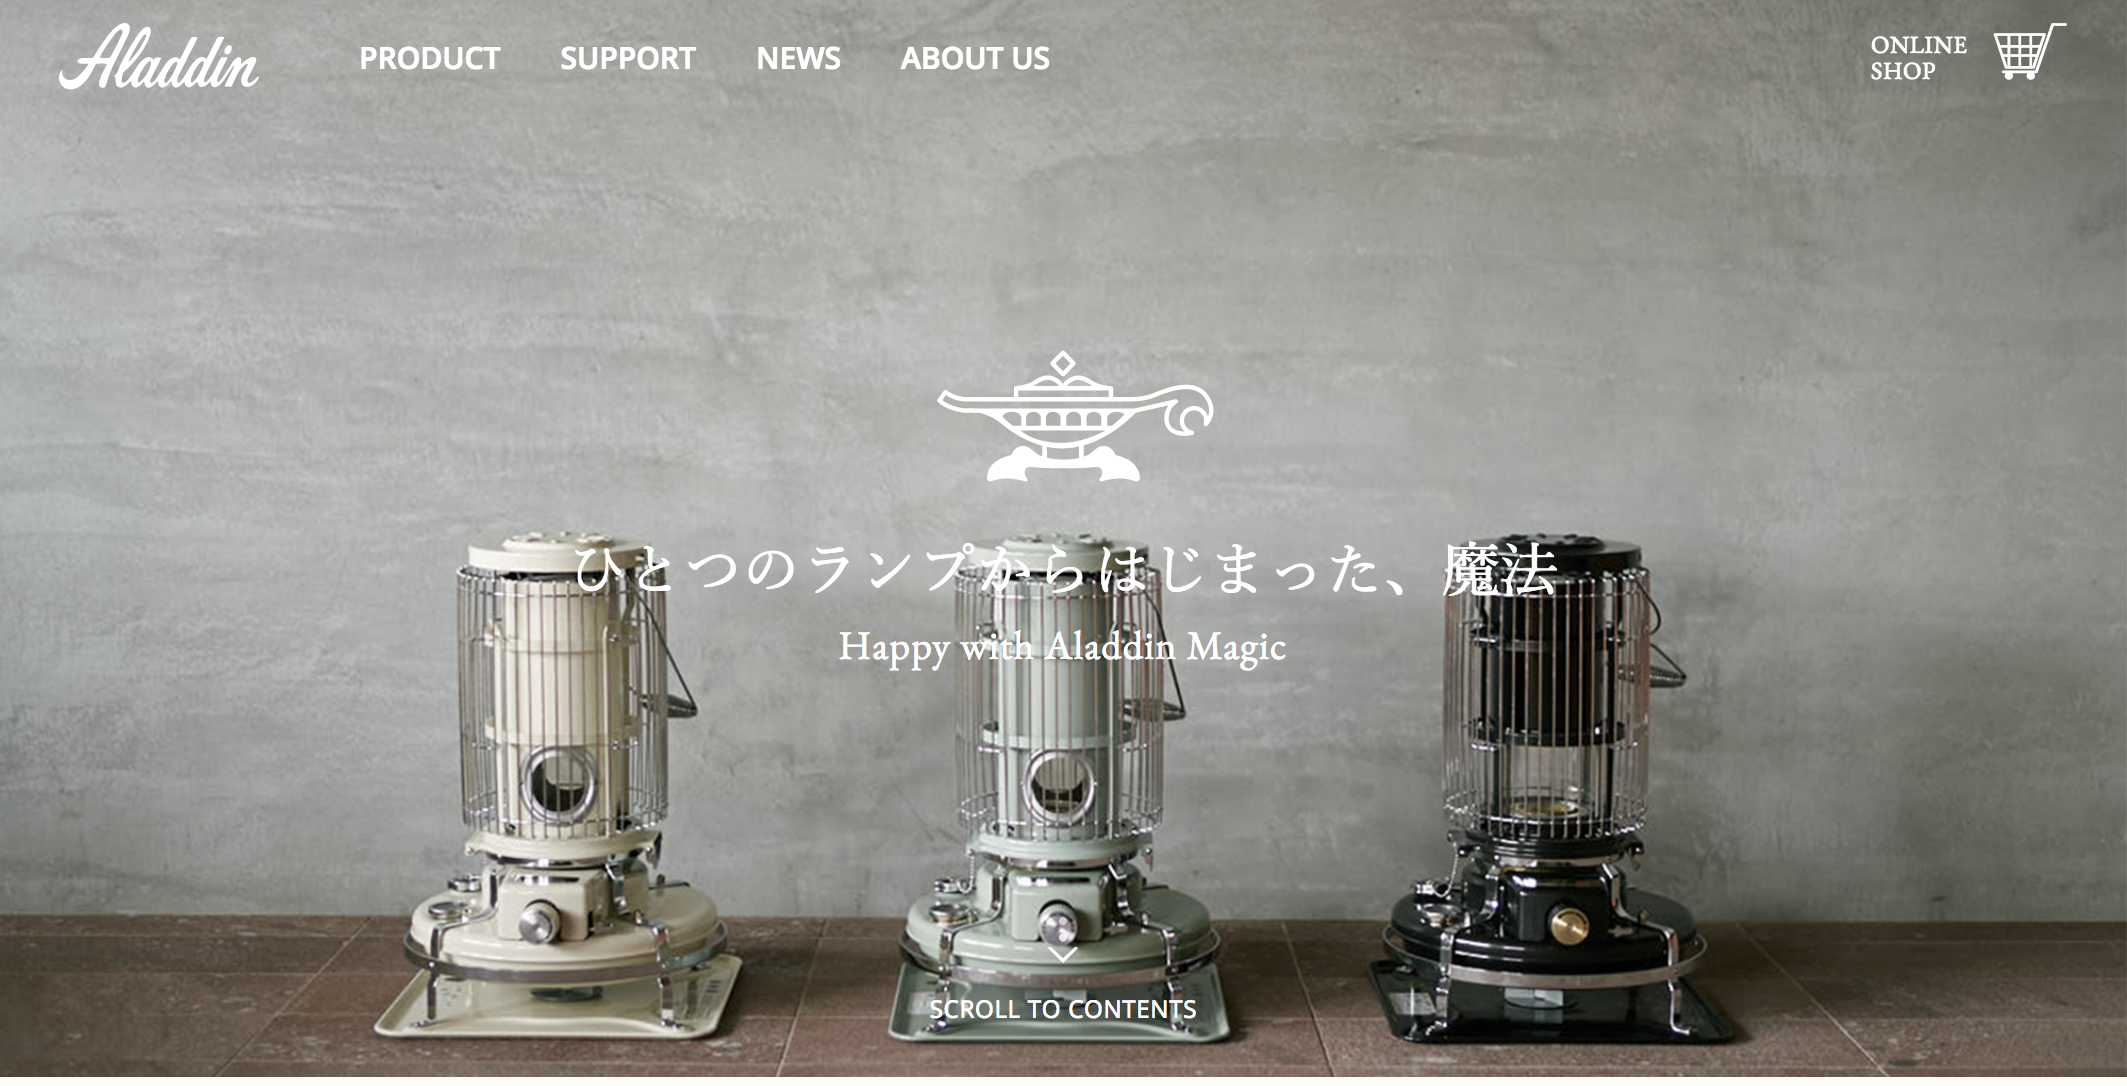 Aladdin
PRODUCT
SUPPORT
NEWS
ABOUT US
ONLINE
SHOP
ひとつのランプからはじまった、魔法
Happy with Aladdin Magic
SCROLL TO CONTENTS